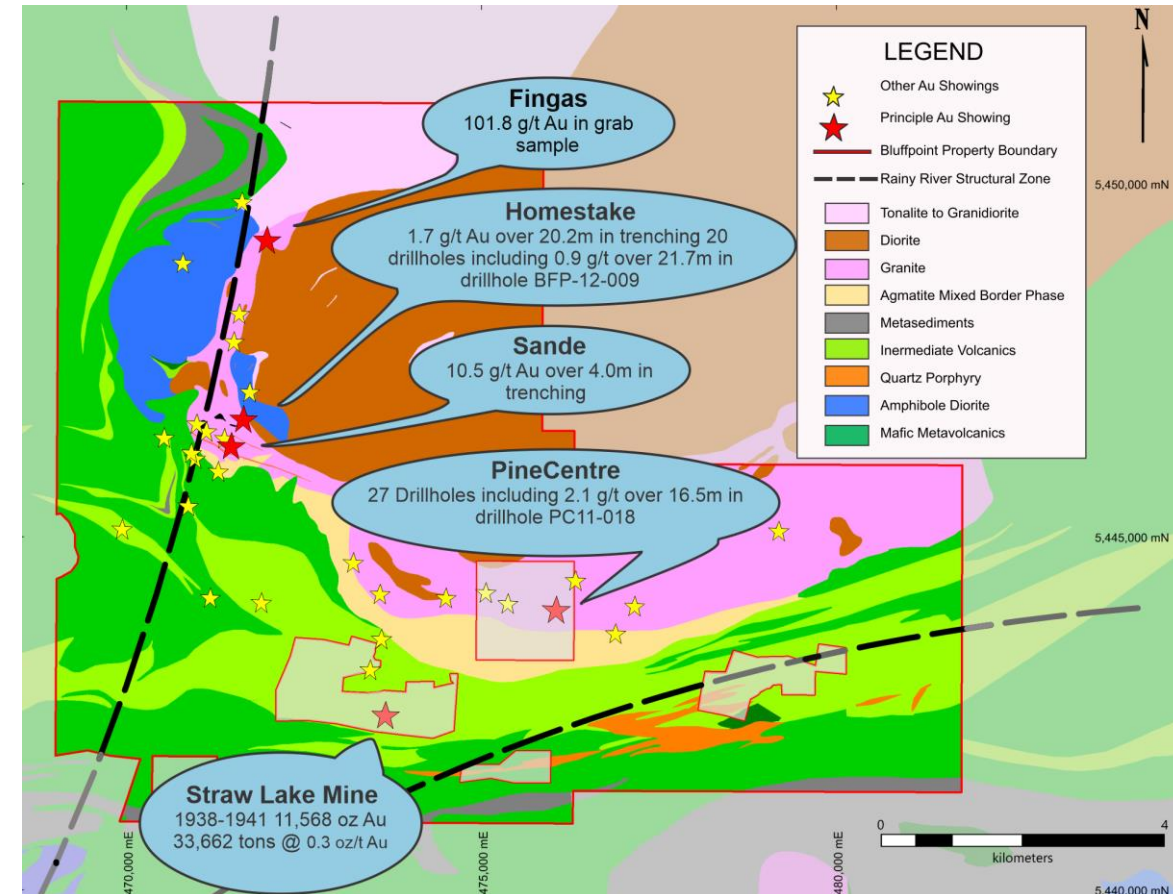 N
LEGEND
Other Au Showings
Principle Au Showing
Bluffpoint Property Boundary
Rainy River Structural Zone
Tonalite to Granidiorite
Diorite
Granite
Agmatite Mixed Border Phase
Metasediments
Inermediate Volcanics
Quartz Porphyry
Amphibole Diorite
Mafic Metavolcanics
Fingas
101.8 g/t Au in grab
sample
Homestake
1.7 g/t Au over 20.2m in trenching 20
drillholes including 0.9 g/t over 21.7m in
drillhole BFP-12-009
Sande
10.5 g/t Au over 4.0m in
trenching
PineCentre
27 Drillholes including 2.1 g/t over 16.5m in
drillhole PC11-018
Straw Lake Mine
1938-1941 11,568 oz Au
33,662 tons @ 0.3 oz/t Au
5,450,000 mN
5,445,000 mN
5,440,000 mN
470,000 mE
475,000 mE
480,000 mE
0 4
kilometers